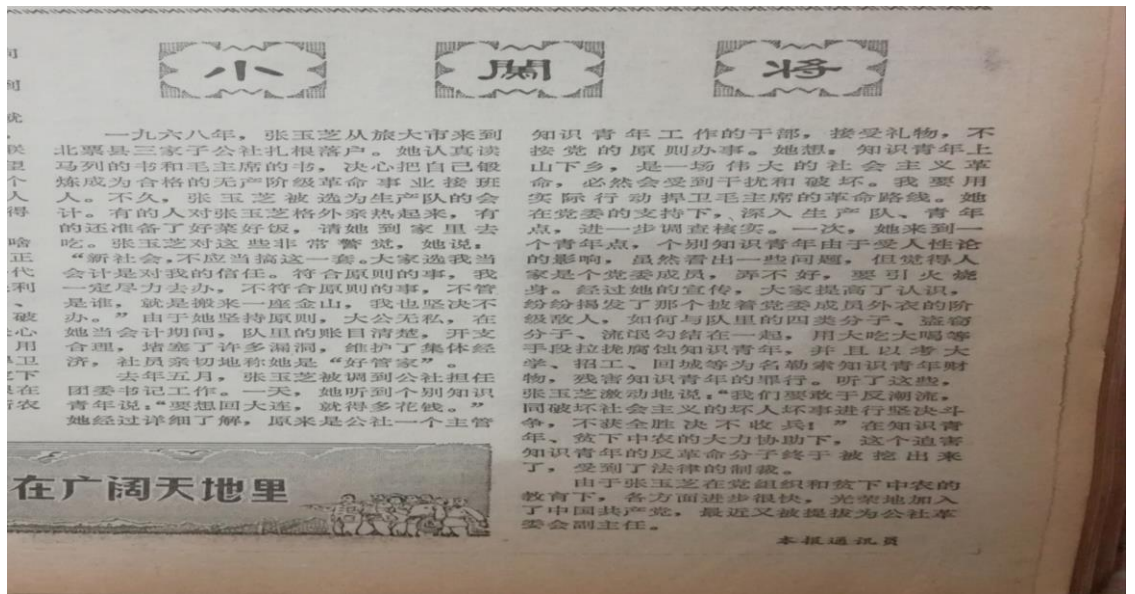 小闯将
一九六八年，张玉芝从旅大市来到
北票县三家子公社扎根落户。她认真读
马列的书和毛主席的书，决心把自己锻
炼成为合格的无产阶级革命事业接班
人。不久，张玉芝被选为生产队的会
计。有的人对张玉芝格外亲热起来，有
的还准备了好菜好饭，请她到家里去
吃。张玉芝对这些非常警觉，她说：
“新社会，不应当搞这一套。大家选我当
会计是对我的信任。符合原则的事，我
一定尽力去办，不符合原则的事，不管
是谁，就是搬来一座金山，我也坚决不
办。”由于她坚持原则，大公无私，在
她当会计期间，队里的账目清楚，开支
合理，堵塞了许多漏洞，维护了集体经
济，社员亲切地称她是“好管家”。
去年五月，张玉芝被调到公社担任
团委书记工作。一天，她听到个别知识
青年说：“要想回大连，就得多花钱。”
她经过详细了解，原来是公社一个主管
知识青年工作的干部，接受礼物，不
按党的原则办事。她想，知识青年上
山下乡，是一场伟大的社会主义革
命，必然会受到干扰和破坏。我要用
实际行动捍卫毛主席的革命路线。她
在党委的支持下，深入生产队、青年
点，进一步调查核实。一次，她来到一
个青年点，个别知识青年由于受人性论
的影响，虽然看出一些问题，但觉得人
家是个党委成员，弄不好，要引火烧
身。经过她的宣传，大家提高了认识，
纷纷揭发了那个披着党委成员外衣的阶
级敌人，如何与队里的四类分子、盗窃
分子、流氓勾结在一起，用大吃大喝等
手段拉拢腐蚀知识青年，并且以考大
学、招工、回城等为名勒索知识青年财
物，残害知识青年的罪行。听了这些，
张玉芝激动地说：“我们要敢于反潮流，
同破坏社会主义的坏人坏事进行坚决斗
争，不获全胜决不收兵！”在知识青
年、贫下中农的大力协助下，这个迫害
知识青年的反革命分子终于被挖出来
了，受到了法律的制裁。
由于张玉芝在党组织和贫下中农的
教育下，各方面进步很快，光荣地加入
了中国共产党，最近又被提拔为公社革
委会副主任。
本报通讯员
在广阔天地里